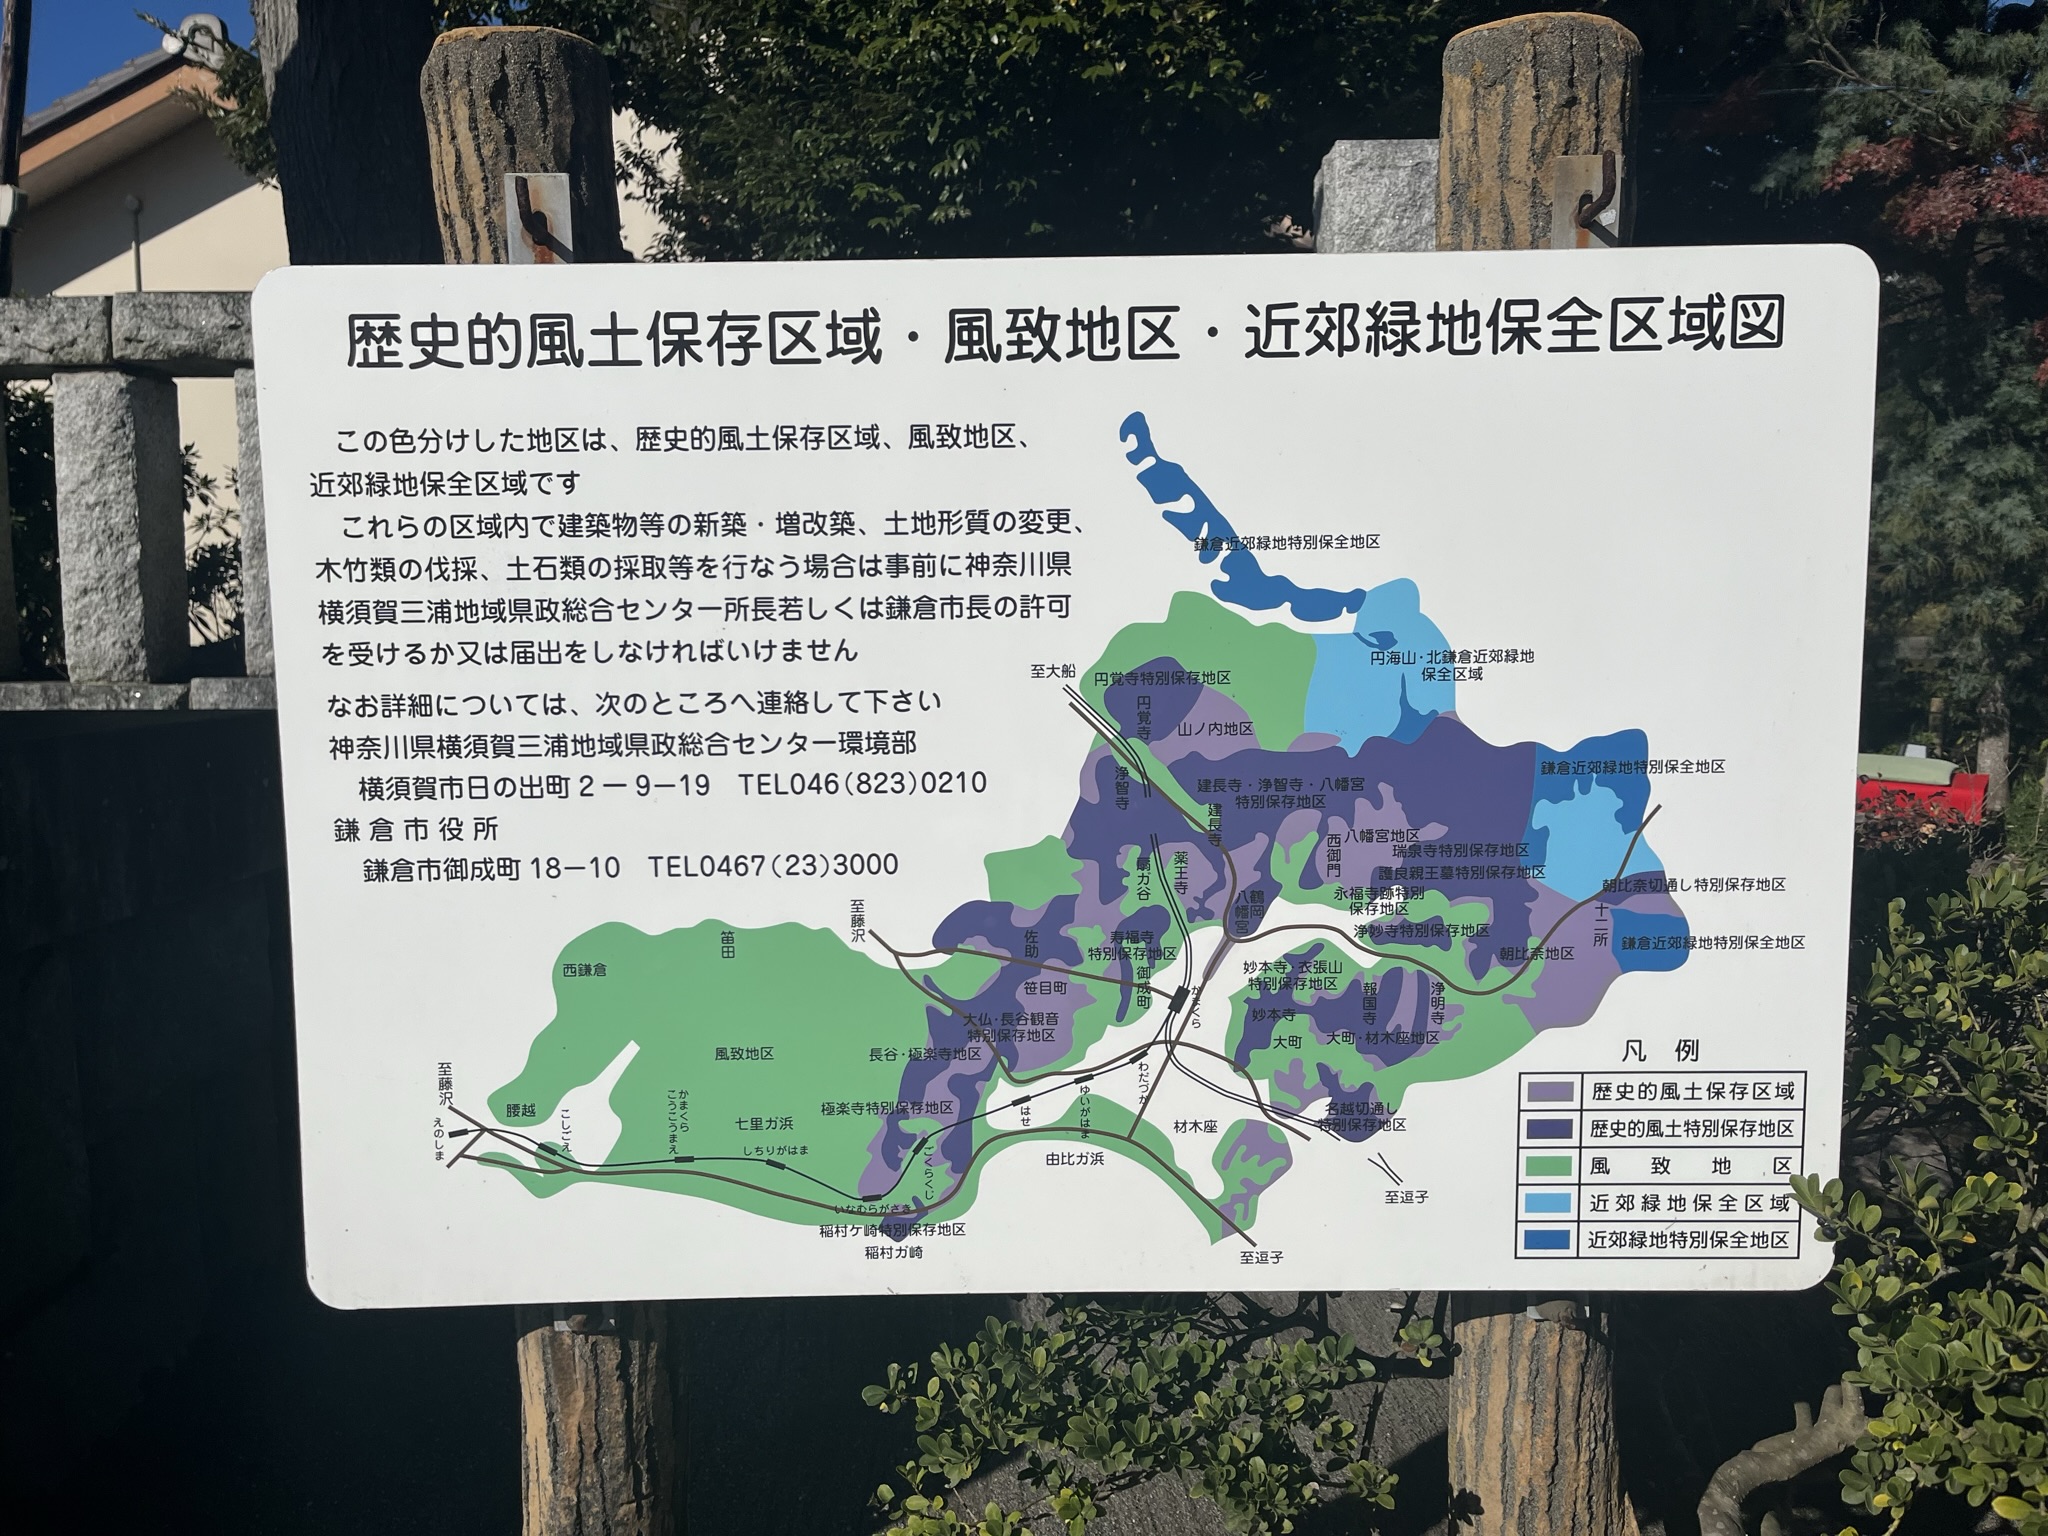 歴史的風土保存区域・風致地区・近郊緑地保全区域図
この色分けした地区は、歴史的風土保存区域、風致地区、
近郊緑地保全区域です
これらの区域内で建築物等の新築・増改築、土地形質の変更、
木竹類の伐採、土石類の採取等を行なう場合は事前に神奈川県
横須賀三浦地域県政総合センター所長若しくは鎌倉市長の許可
を受けるか又は届出をしなければいけません
なお詳細については、次のところへ連絡して下さい
神奈川県横須賀三浦地域県政総合センター環境部
横須賀市日の出町2－9－19 TEL046(823)0210
鎌倉市役所
鎌倉市御成町18－10 TEL0467(23)3000
鎌倉近郊緑地特別保全地区
円海山・北鎌倉近郊緑地
保全区域
至大船
円覚寺特別保存地区
円覚寺
山ノ内地区
浄智寺
建長寺・浄智寺・八幡宮
特別保存地区
建長寺
鎌倉近郊緑地特別保全地区
八幡宮地区
西御門
瑞泉寺特別保存地区
護良親王墓特別保存地区
永福寺跡特別
保存地区
朝比奈切通し特別保存地区
十二所
扇ガ谷
薬王寺
鶴岡
八幡宮
浄妙寺特別保存地区
朝比奈地区
鎌倉近郊緑地特別保全地区
至藤沢
佐助
寿福寺
特別保存地区
御成町
笹目町
妙本寺・衣張山
特別保存地区
妙本寺
報国寺
浄明寺
大町
大町・材木座地区
かまくら
笛田
西鎌倉
大仏・長谷観音
特別保存地区
長谷・極楽寺地区
風致地区
極楽寺特別保存地区
至藤沢
えのしま
腰越
こしごえ
かまくら
こうこうまえ
七里ガ浜
しちりがはま
いなむらがさき
稲村ケ崎特別保存地区
稲村ガ崎
ごくらくじ
はせ
ゆいがはま
わだづか
由比ガ浜
材木座
名越切通し
特別保存地区
至逗子
至逗子
凡例
歴史的風土保存区域
歴史的風土特別保存地区
風致地区
近郊緑地保全区域
近郊緑地特別保全地区